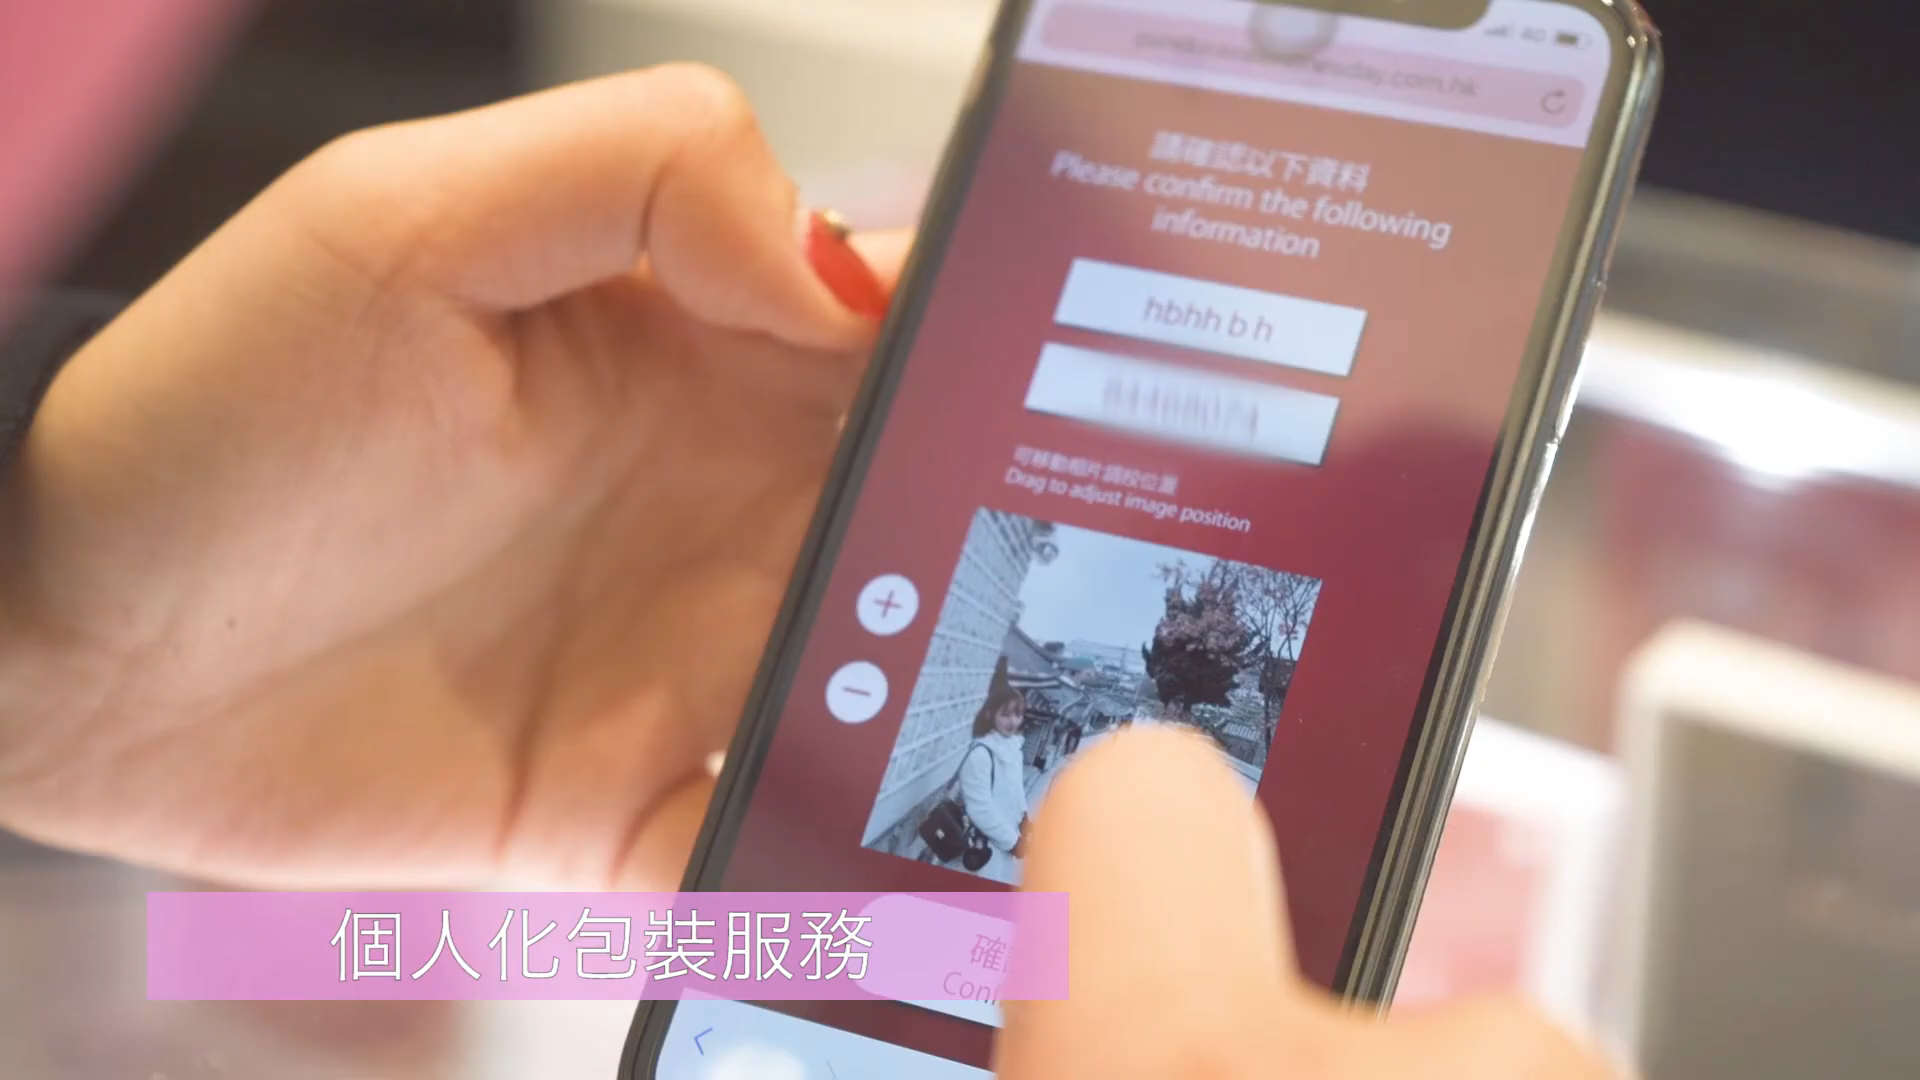 4G
請確認以下資料
Please confirm the following
information
hbhh b h
可移動相片調校位置
Drag to adjust image position
個人化包裝服務